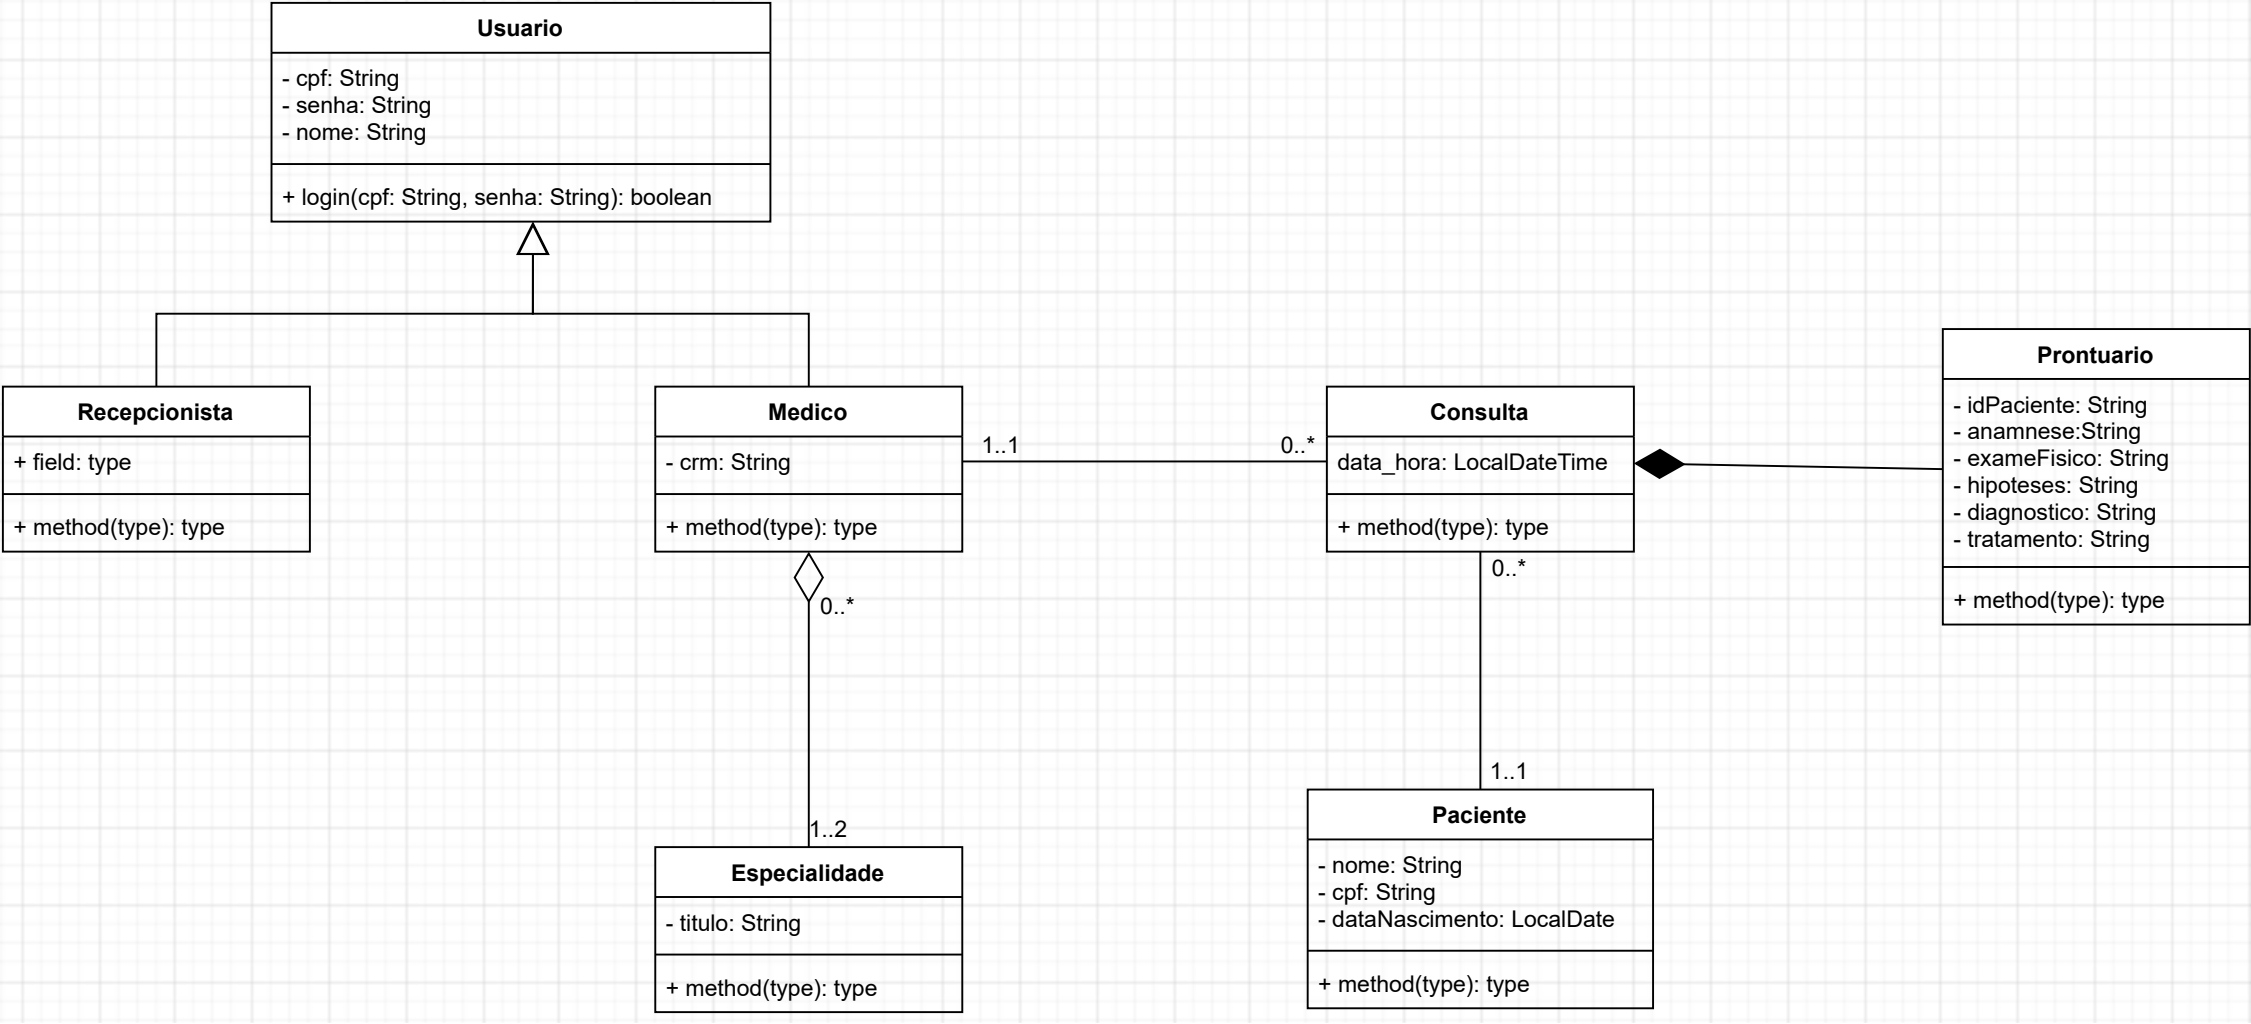 Usuario
- cpf: String
- senha: String
- nome: String
+ login(cpf: String, senha: String): boolean
Recepcionista
+ field: type
+ method(type): type
Medico
- crm: String
+ method(type): type
1..1
0..*
Consulta
data_hora: LocalDateTime
+ method(type): type
Prontuario
- idPaciente: String
- anamnese:String
- exameFisico: String
- hipoteses: String
- diagnostico: String
- tratamento: String
+ method(type): type
0..*
1..2
Especialidade
- titulo: String
+ method(type): type
0..*
1..1
Paciente
- nome: String
- cpf: String
- dataNascimento: LocalDate
+ method(type): type